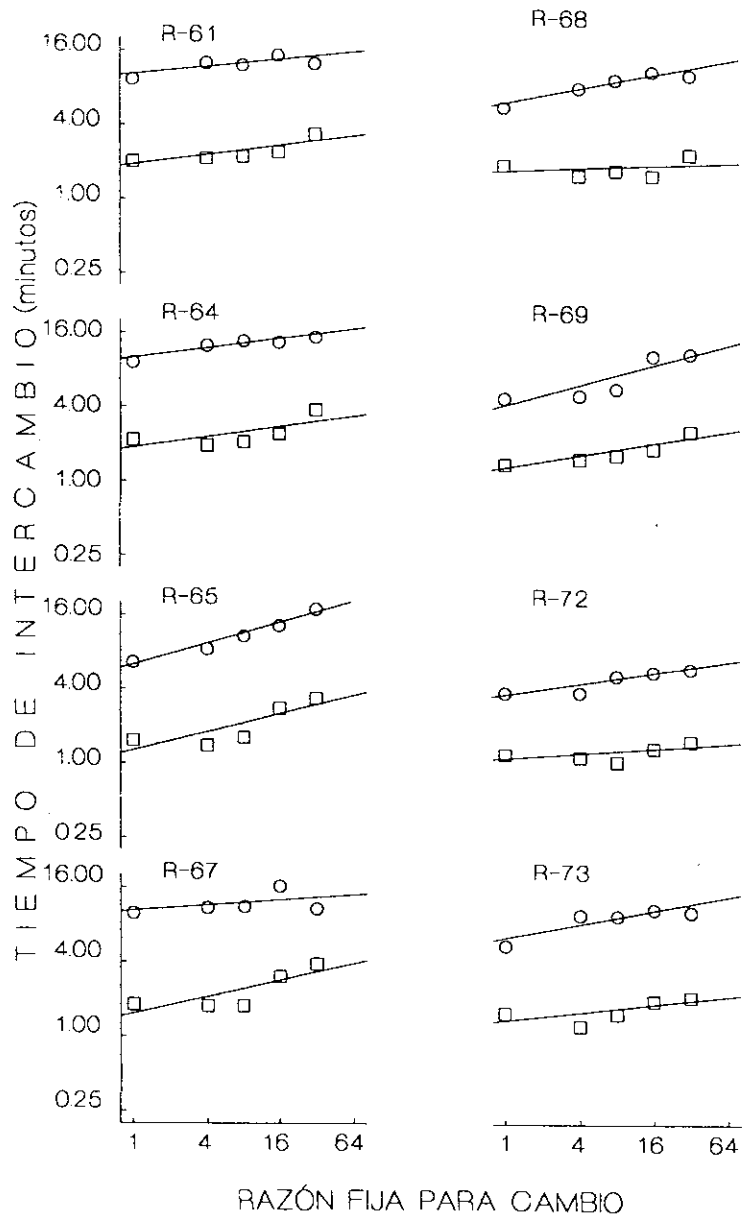 R-61
R-68
16.00
4.00
1.00
0.25
R-64
R-69
16.00
4.00
1.00
0.25
R-65
R-72
16.00
4.00
1.00
0.25
R-67
R-73
16.00
4.00
1.00
0.25
1 4 16 64 1 4 16 64
TIEMPO DE INTERCAMBIO (minutos)
RAZÓN FIJA PARA CAMBIO